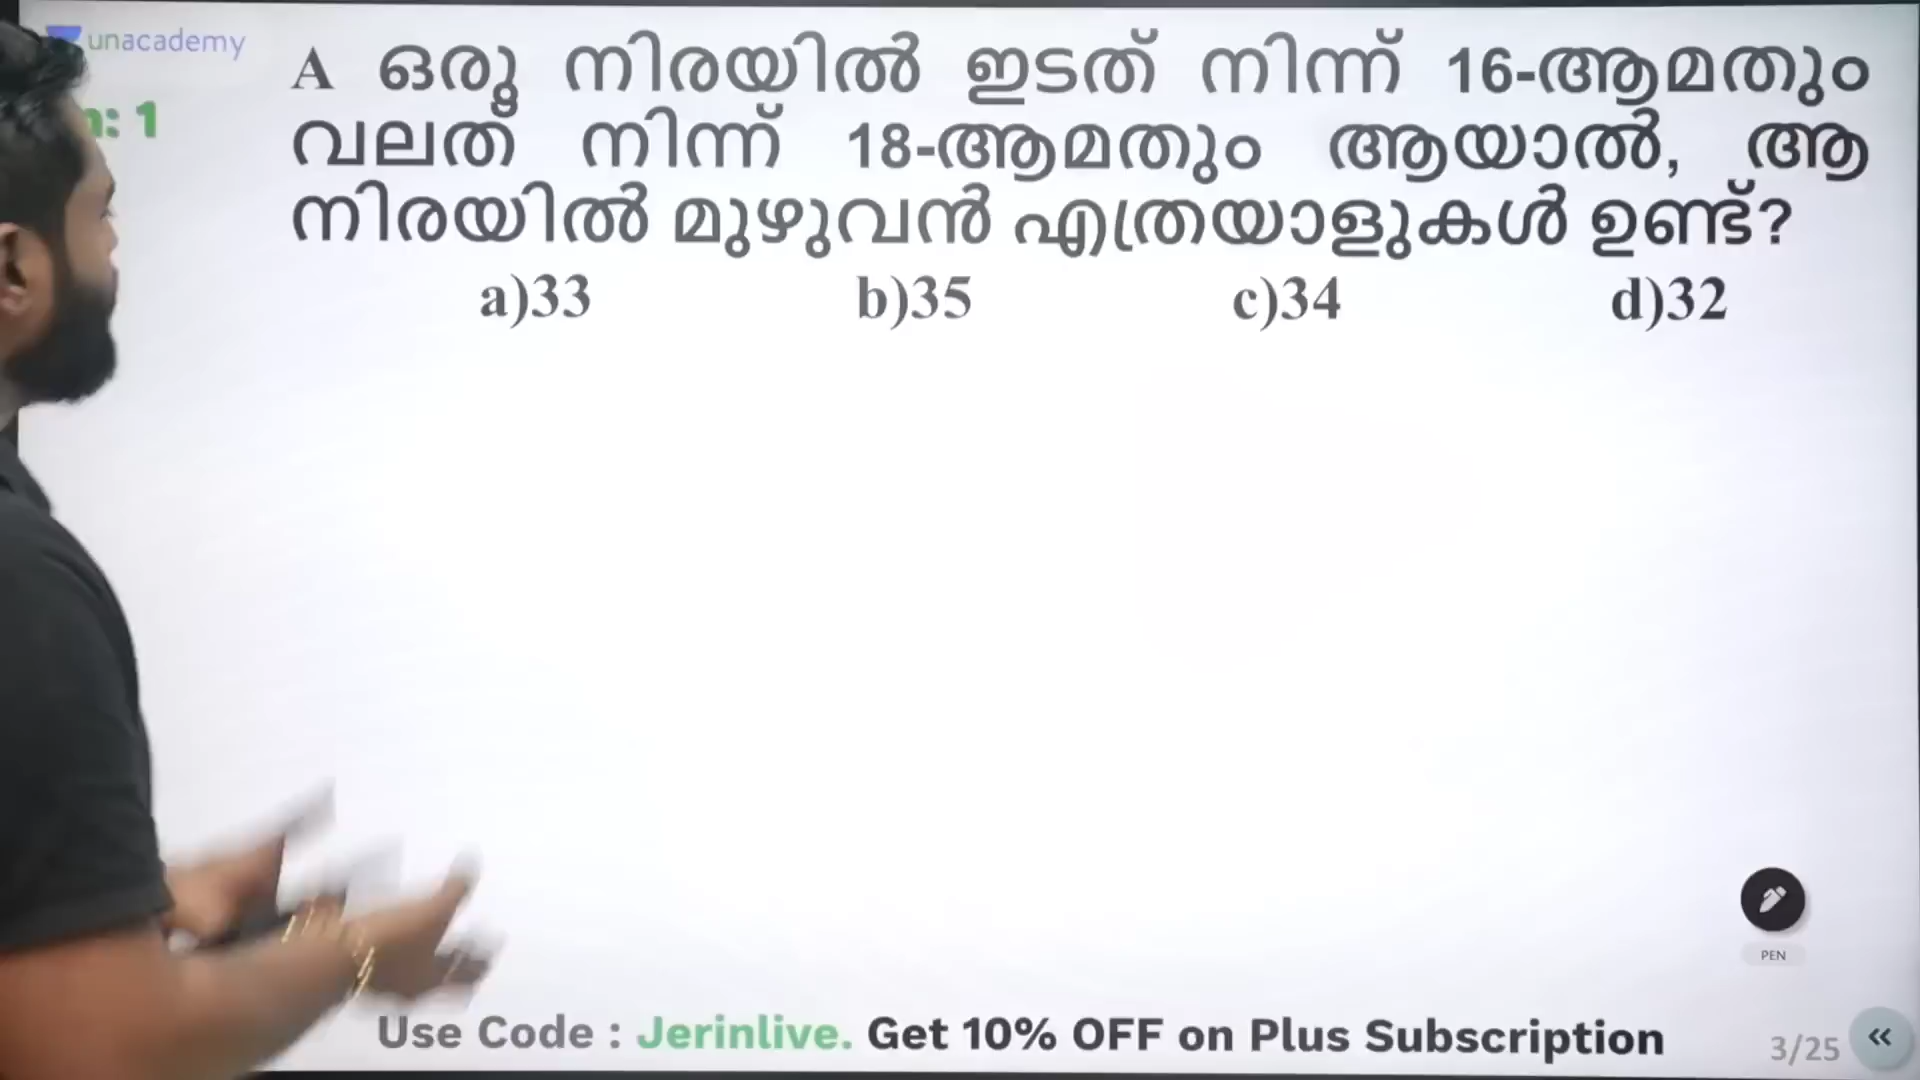 unacademy
: 1
A ഒരു നിരയിൽ ഇടത് നിന്ന് 16-ആമതും
വലത് നിന്ന് 18-ആമതും ആയാൽ, ആ
നിരയിൽ മുഴുവൻ എത്രയാളുകൾ ഉണ്ട്?
a)33 b)35 c)34 d)32
PEN
Use Code : Jerinlive. Get 10% OFF on Plus Subscription
3/25